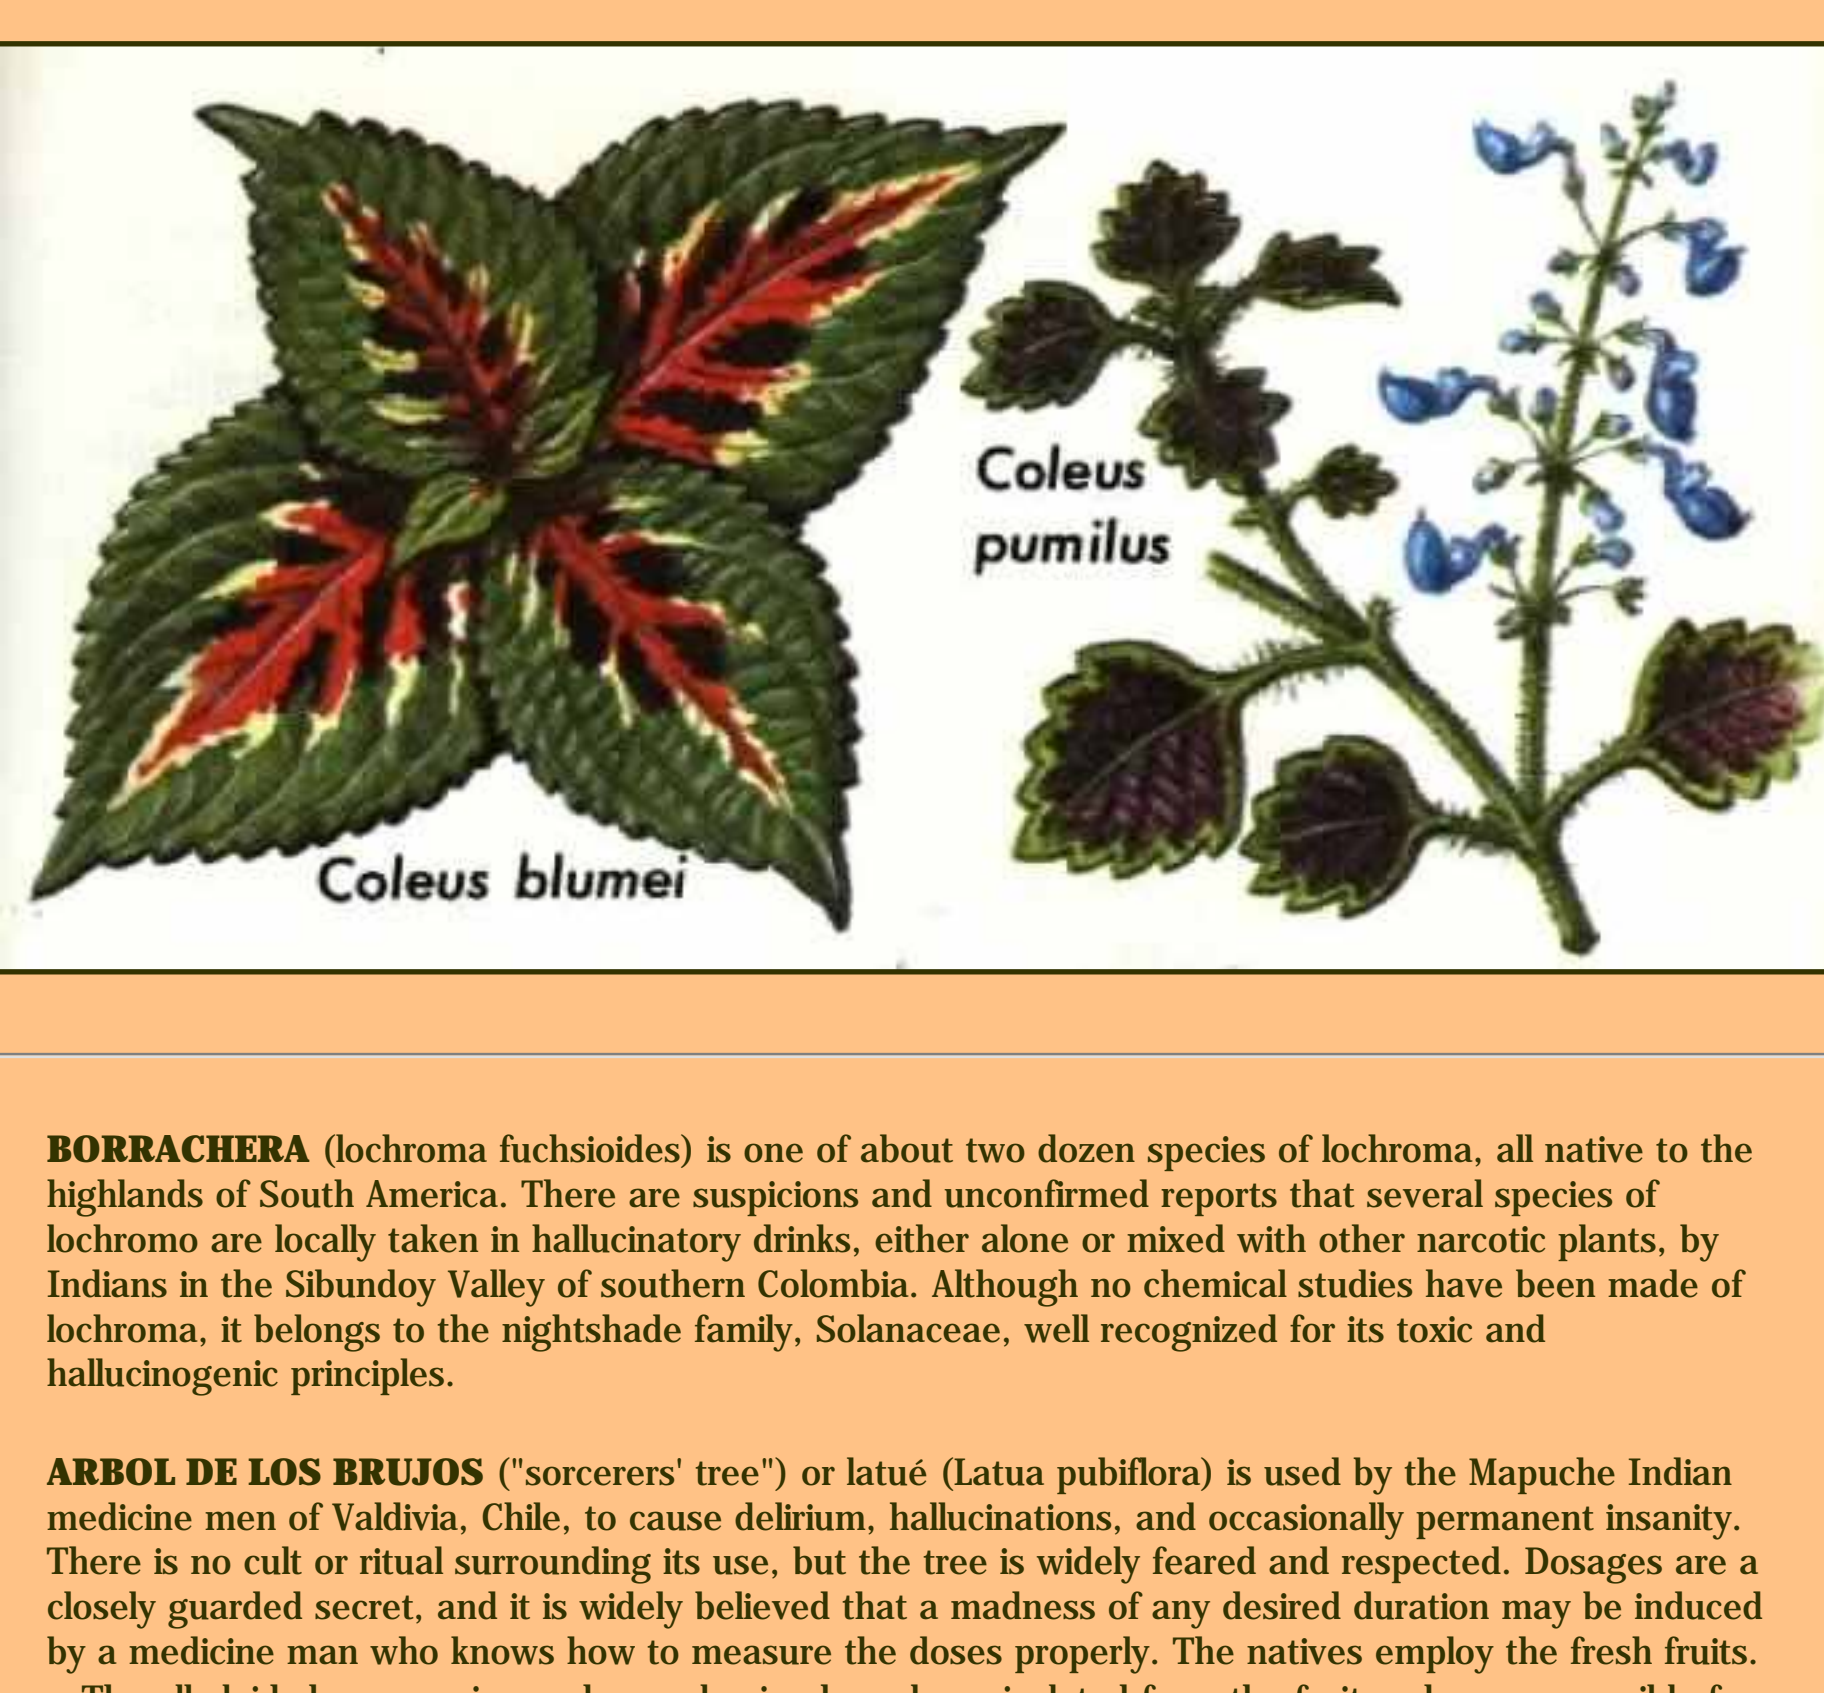 Coleus
pumilus
Coleus blumei
BORRACHERA (lochroma fuchsioides) is one of about two dozen species of lochroma, all native to the
highlands of South America. There are suspicions and unconfirmed reports that several species of
lochromo are locally taken in hallucinatory drinks, either alone or mixed with other narcotic plants, by
Indians in the Sibundoy Valley of southern Colombia. Although no chemical studies have been made of
lochroma, it belongs to the nightshade family, Solanaceae, well recognized for its toxic and
hallucinogenic principles.
ARBOL DE LOS BRUJOS ("sorcerers' tree") or latué (Latua pubiflora) is used by the Mapuche Indian
medicine men of Valdivia, Chile, to cause delirium, hallucinations, and occasionally permanent insanity.
There is no cult or ritual surrounding its use, but the tree is widely feared and respected. Dosages are a
closely guarded secret, and it is widely believed that a madness of any desired duration may be induced
by a medicine man who knows how to measure the doses properly. The natives employ the fresh fruits.